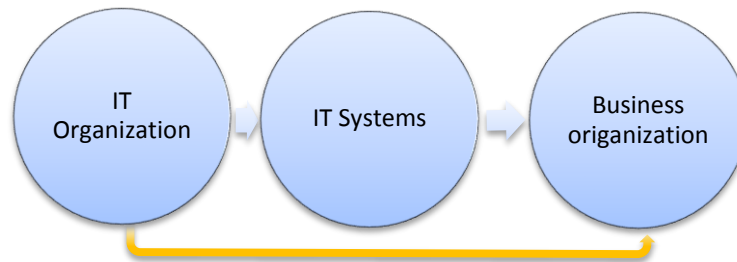 IT
Organization
IT Systems
Business
origanization